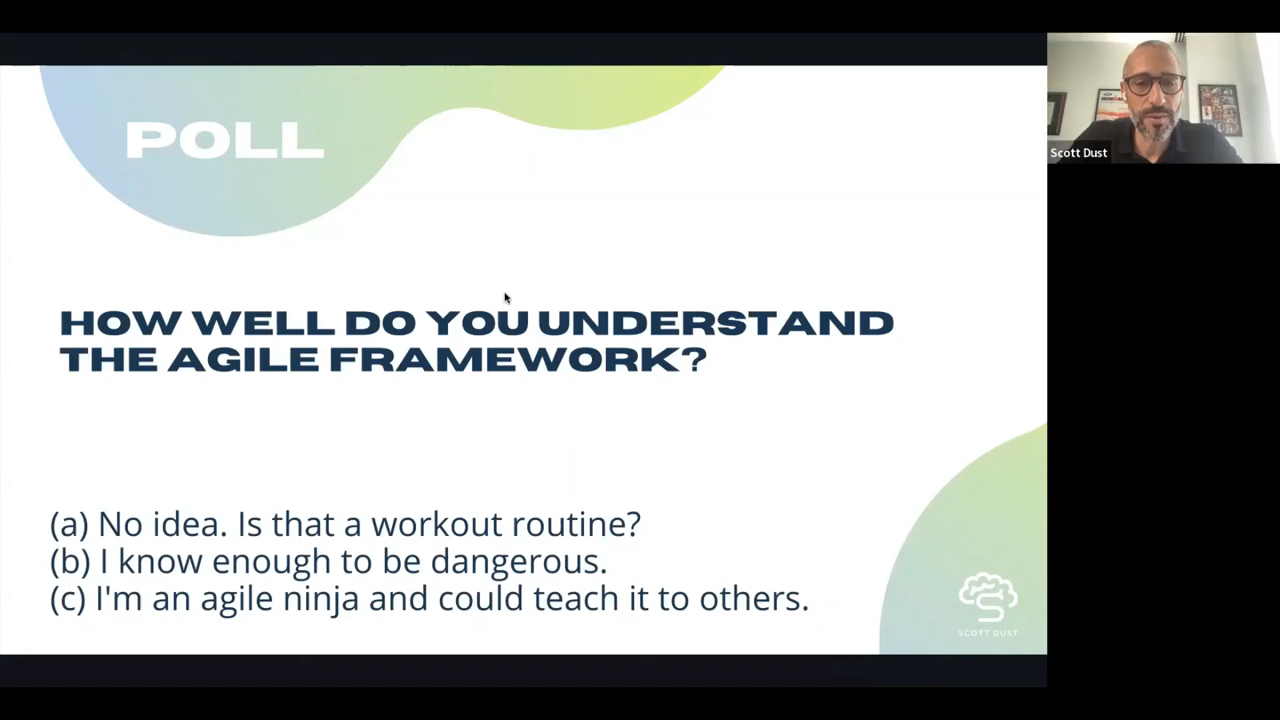 POLL
Scott Dust
HOW WELL DO YOU UNDERSTAND
THE AGILE FRAMEWORK?
(a) No idea. Is that a workout routine?
(b) I know enough to be dangerous.
(c) I'm an agile ninja and could teach it to others.
SCOTT DUST